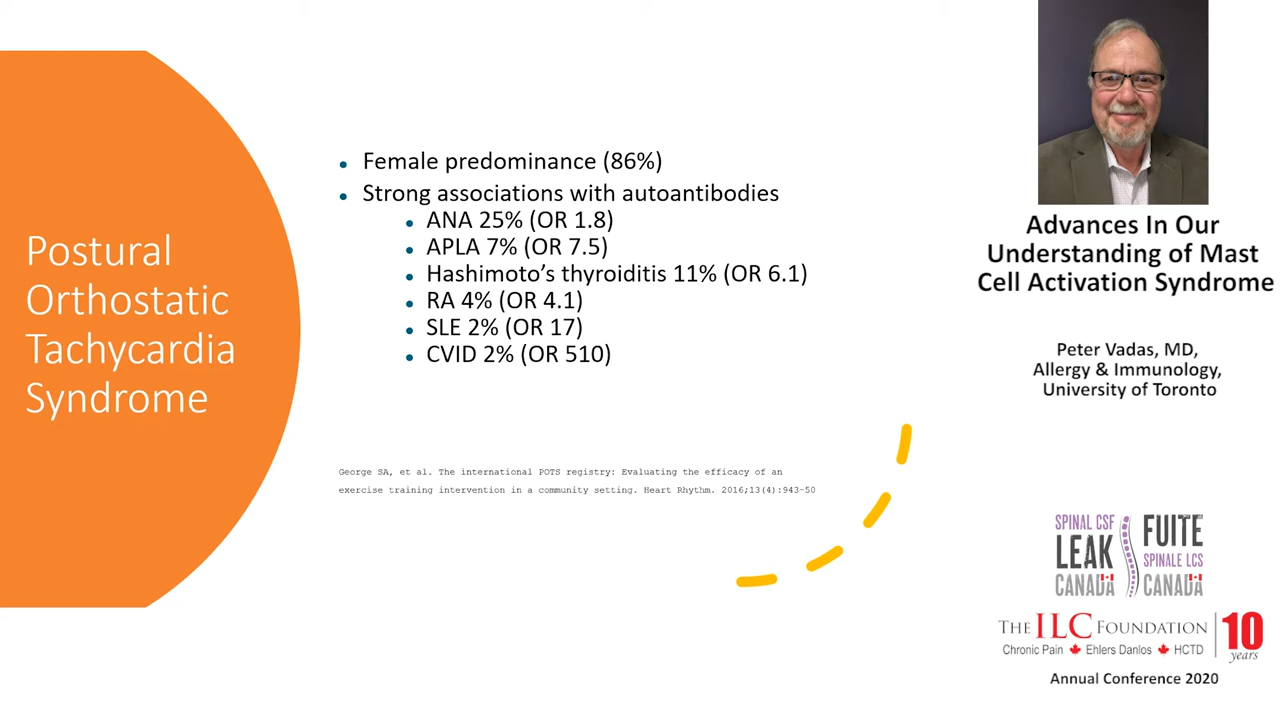 Postural
Orthostatic
Tachycardia
Syndrome
• Female predominance (86%)
• Strong associations with autoantibodies
• ANA 25% (OR 1.8)
• APLA 7% (OR 7.5)
• Hashimoto's thyroiditis 11% (OR 6.1)
• RA 4% (OR 4.1)
• SLE 2% (OR 17)
• CVID 2% (OR 510)
George SA, et al. The international POTS registry: Evaluating the efficacy of an
exercise training intervention in a community setting. Heart Rhythm. 2016;13(4):943-50
Advances In Our
Understanding of Mast
Cell Activation Syndrome
Peter Vadas, MD,
Allergy & Immunology,
University of Toronto
SPINAL CSF
LEAK
CANADA
FUITE
SPINALE LCS
CANADA
THE ILC FOUNDATION
Chronic Pain Ehlers Danlos HCTD
10
years
Annual Conference 2020